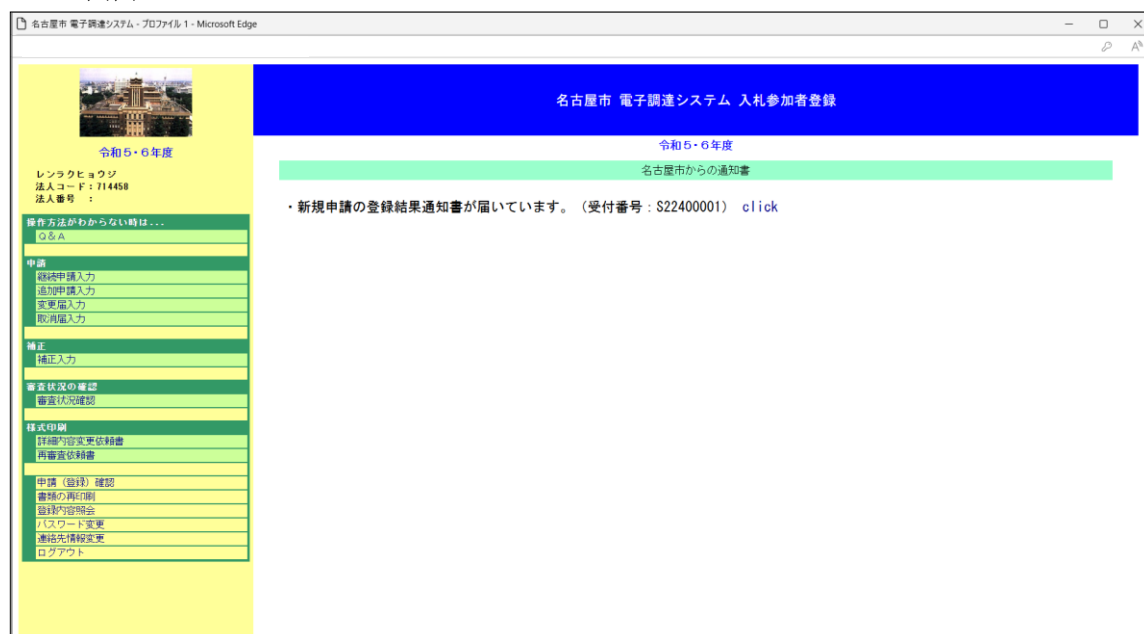 名古屋市 電子調達システム - プロファイル 1 - Microsoft Edge
名古屋市 電子調達システム 入札参加者登録
令和5・6年度
レンラクヒョウジ
法人コード：714458
法人番号 ：
操作方法がわからない時は...
Q&A
申請
継続申請入力
追加申請入力
変更届入力
取消届入力
補正
補正入力
審査状況の確認
審査状況確認
様式印刷
詳細内容変更依頼書
再審査依頼書
申請（登録）確認
書類の再印刷
登録内容照会
パスワード変更
連絡先情報変更
ログアウト
令和5・6年度
名古屋市からの通知書
・新規申請の登録結果通知書が届いています。（受付番号：S22400001） click